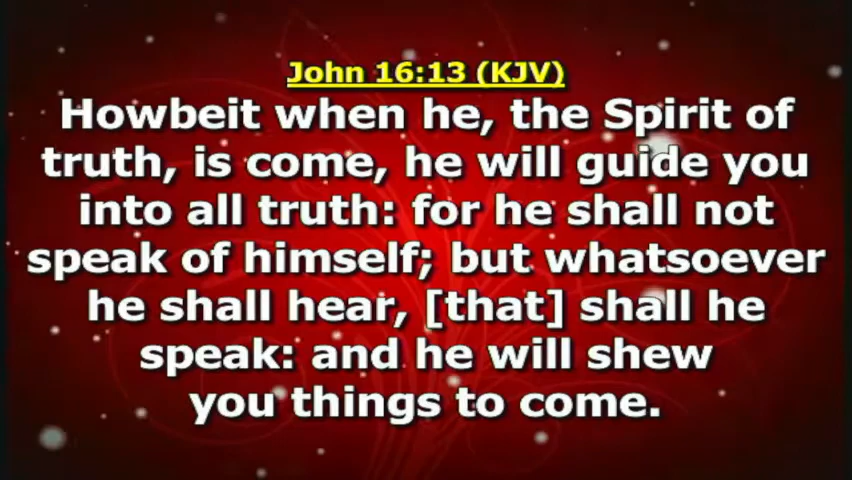 John 16:13 (KJV)
Howbeit when he, the Spirit of
truth, is come, he will guide you
into all truth: for he shall not
speak of himself; but whatsoever
he shall hear, [that] shall he
speak: and he will shew
you things to come.